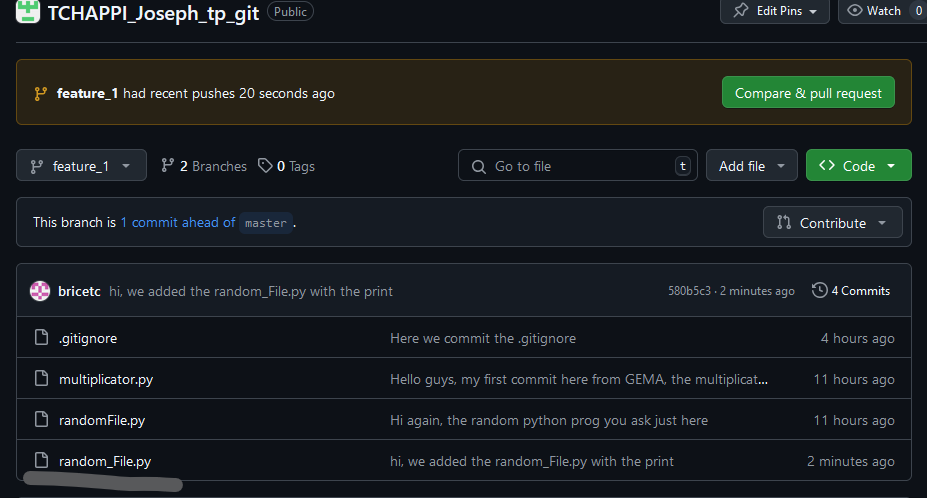 TCHAPPI_Joseph_tp_git Public Edit Pins Watch 0
feature_1 had recent pushes 20 seconds ago Compare & pull request
feature_1 2 Branches 0 Tags Go to file t Add file Code
This branch is 1 commit ahead of master . Contribute
bricetc hi, we added the random_File.py with the print 580b5c3 · 2 minutes ago 4 Commits
.gitignore Here we commit the .gitignore 4 hours ago
multiplicator.py Hello guys, my first commit here from GEMA, the multiplicat... 11 hours ago
randomFile.py Hi again, the random python prog you ask just here 11 hours ago
random_File.py hi, we added the random_File.py with the print 2 minutes ago